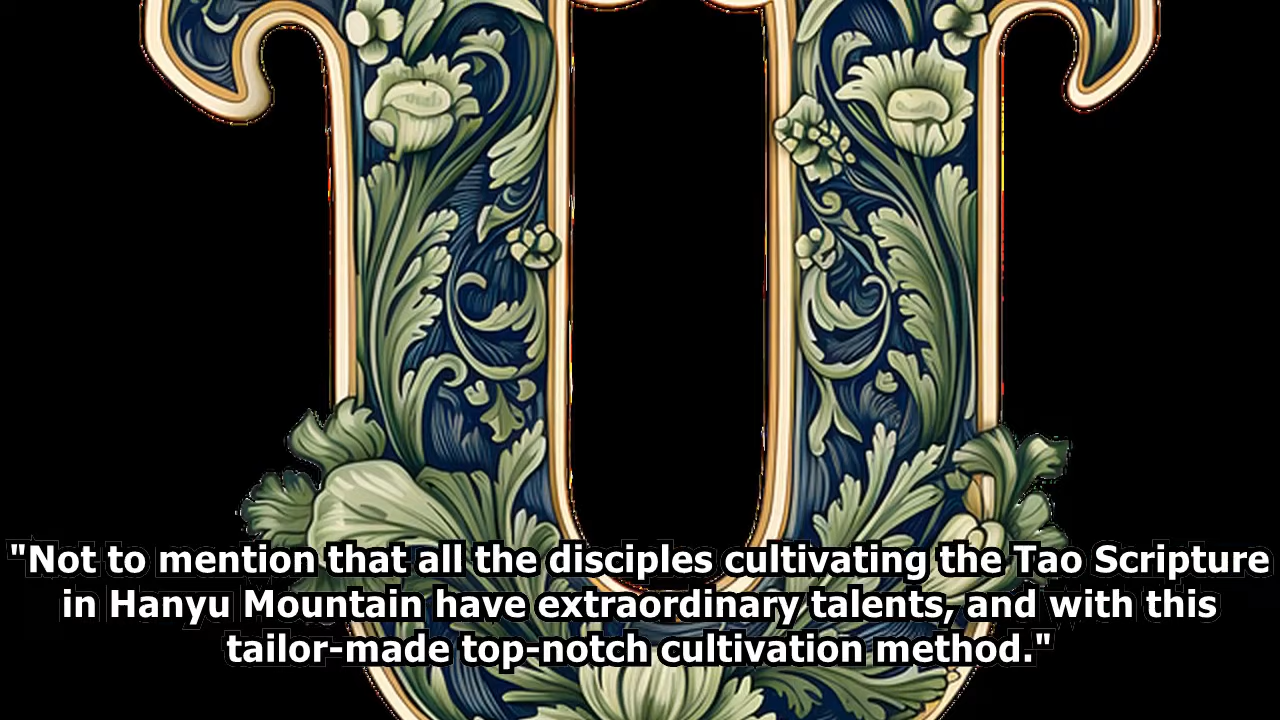 "Not to mention that all the disciples cultivating the Tao Scripture
in Hanyu Mountain have extraordinary talents, and with this
tailor-made top-notch cultivation method."